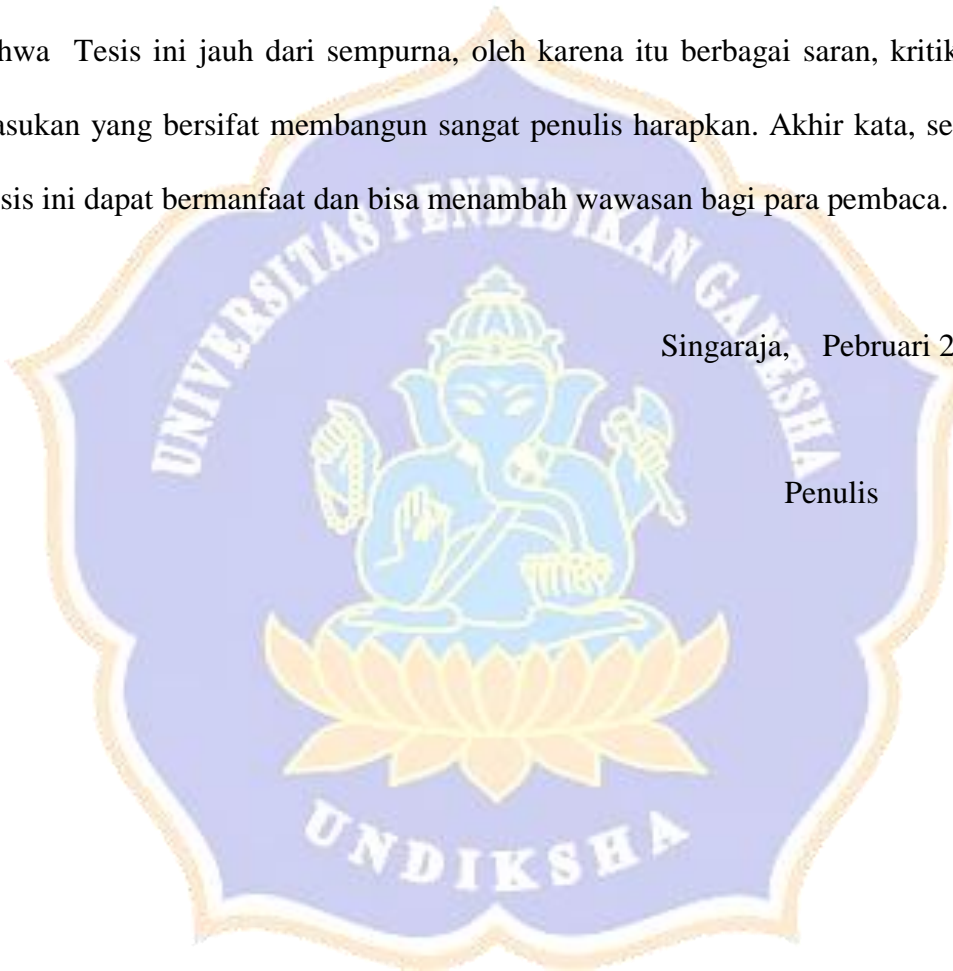 hwa Tesis ini jauh dari sempurna, oleh karena itu berbagai saran, kritik
asukan yang bersifat membangun sangat penulis harapkan. Akhir kata, se
sis ini dapat bermanfaat dan bisa menambah wawasan bagi para pembaca.
UNIVERSITAS PENDIDIKAN GANESHA
Singaraja, Pebruari 2
Penulis
UNDIKSHA